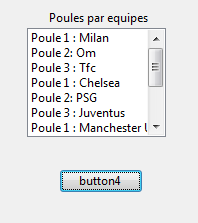 Poules par equipes
Poule 1 : Milan
Poule 2: Om
Poule 3 : Tfc
Poule 1 : Chelsea
Poule 2: PSG
Poule 3 : Juventus
Poule 1 : Manchester U
button4